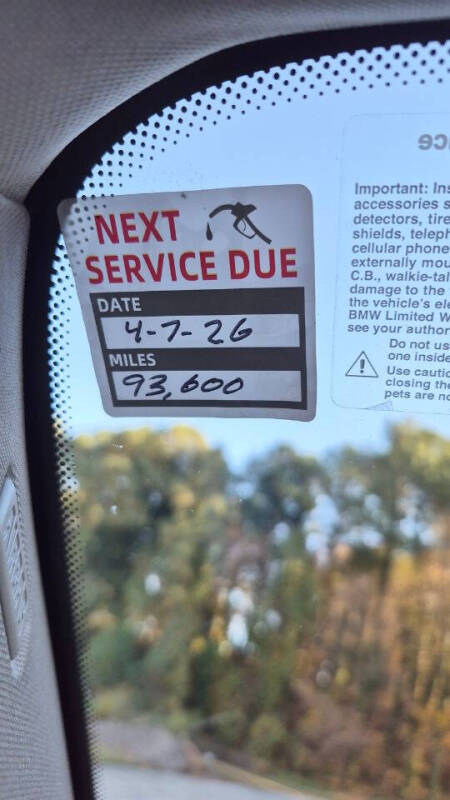 NEXT
SERVICE DUE
DATE
4-7-26
MILES
93,600
Important: Ins
accessories s
detectors, tire
shields, teleph
cellular phone
externally mou
C.B., walkie-tal
damage to the
the vehicle's ele
BMW Limited W
see your author
Do not us
one inside
Use cautio
closing the
pets are no